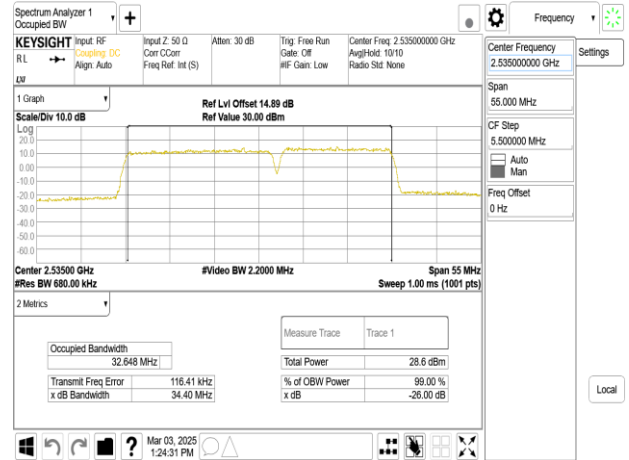 Spectrum Analyzer 1
Occupied BW
Frequency
KEYSIGHT
RL
LXI
Input: RF
Coupling: DC
Align: Auto
Input Z: 50 Ω
Corr CCorr
Freq Ref: Int (S)
Atten: 30 dB
Trig: Free Run
Gate: Off
#IF Gain: Low
Center Freq: 2.535000000 GHz
Avg|Hold: 10/10
Radio Std: None
Center Frequency
2.535000000 GHz
Settings
Span
55.000 MHz
CF Step
5.500000 MHz
Auto
Man
Freq Offset
0 Hz
Local
1 Graph
Ref Lvl Offset 14.89 dB
Scale/Div 10.0 dB
Ref Value 30.00 dBm
Log
20.0
10.0
0.00
-10.0
-20.0
-30.0
-40.0
-50.0
-60.0
Center 2.53500 GHz
#Video BW 2.2000 MHz
Span 55 MHz
#Res BW 680.00 kHz
Sweep 1.00 ms (1001 pts)
2 Metrics
Measure Trace Trace 1
Occupied Bandwidth
32.648 MHz
Total Power 28.6 dBm
Transmit Freq Error 116.41 kHz
% of OBW Power 99.00 %
x dB Bandwidth 34.40 MHz
x dB -26.00 dB
Mar 03, 2025
1:24:31 PM